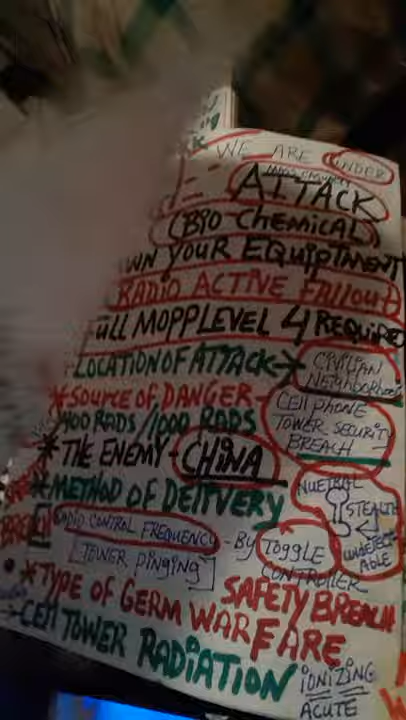 WE ARE UNDER
ATTACK
(BIO-CHEMICAL)
WN YOUR EQUIPTMENT
RADIO ACTIVE FALLOUT
FULL MOPP LEVEL 4 REQUIRED
LOCATION OF ATTACK → CIVILIAN
NEIGHBORHOOD
*SOURCE OF DANGER - CEll PHONE
TOWER SECURITY
BREACH
400 RADS/1000 RADS
* THE ENEMY - CHINA
* METHOD OF DELIVERY
NUETRAL
STEALTH
UNDETECTABLE
RADIO CONTROL FREQUENCY - BY TOGGLE
CONTROLLER
[TOWER PINGING]
SAFETY BREACH
* TYPE OF GERM WARFARE
CEll TOWER RADIATION
IONIZING
ACUTE